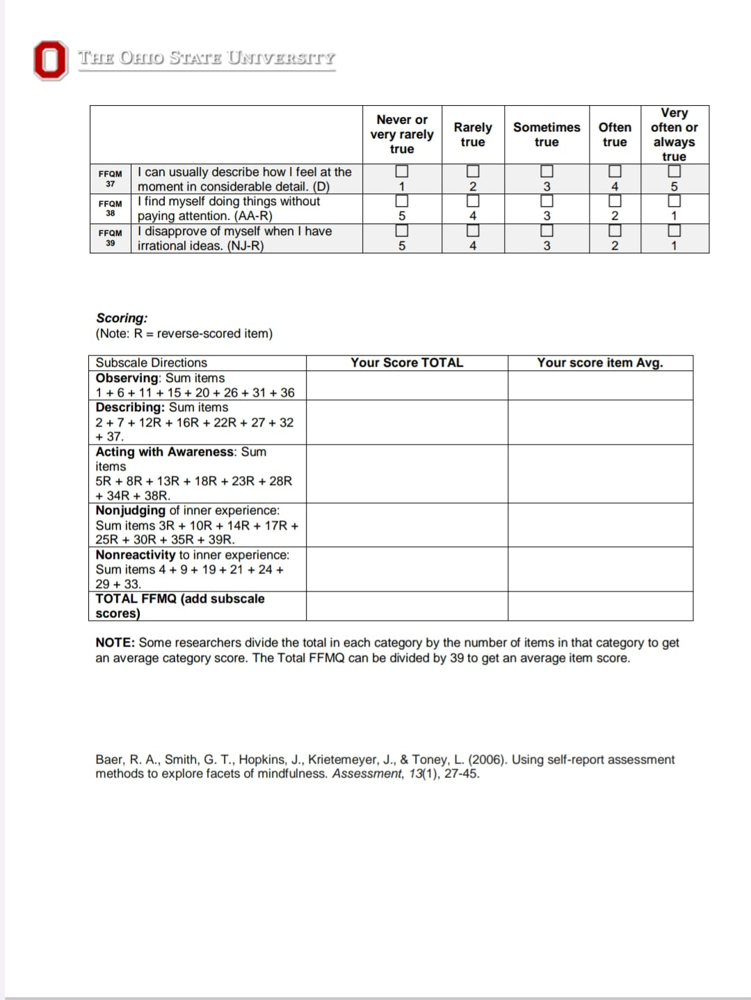 THE OHIO STATE UNIVERSITY
Never or very rarely true
Rarely true
Sometimes true
Often true
Very often or always true
FFQM 37
I can usually describe how I feel at the
moment in considerable detail. (D)
☐ 1
☐ 2
☐ 3
☐ 4
☐ 5
FFQM 38
I find myself doing things without
paying attention. (AA-R)
☐ 5
☐ 4
☐ 3
☐ 2
☐ 1
FFQM 39
I disapprove of myself when I have
irrational ideas. (NJ-R)
☐ 5
☐ 4
☐ 3
☐ 2
☐ 1
Scoring:
(Note: R = reverse-scored item)
Subscale Directions
Your Score TOTAL
Your score item Avg.
Observing: Sum items
1 + 6 + 11 + 15 + 20 + 26 + 31 + 36
Describing: Sum items
2 + 7 + 12R + 16R + 22R + 27 + 32
+ 37.
Acting with Awareness: Sum
items
5R + 8R + 13R + 18R + 23R + 28R
+ 34R + 38R.
Nonjudging of inner experience:
Sum items 3R + 10R + 14R + 17R +
25R + 30R + 35R + 39R.
Nonreactivity to inner experience:
Sum items 4 + 9 + 19 + 21 + 24 +
29 + 33.
TOTAL FFMQ (add subscale
scores)
NOTE: Some researchers divide the total in each category by the number of items in that category to get
an average category score. The Total FFMQ can be divided by 39 to get an average item score.
Baer, R. A., Smith, G. T., Hopkins, J., Krietemeyer, J., & Toney, L. (2006). Using self-report assessment
methods to explore facets of mindfulness. Assessment, 13(1), 27-45.